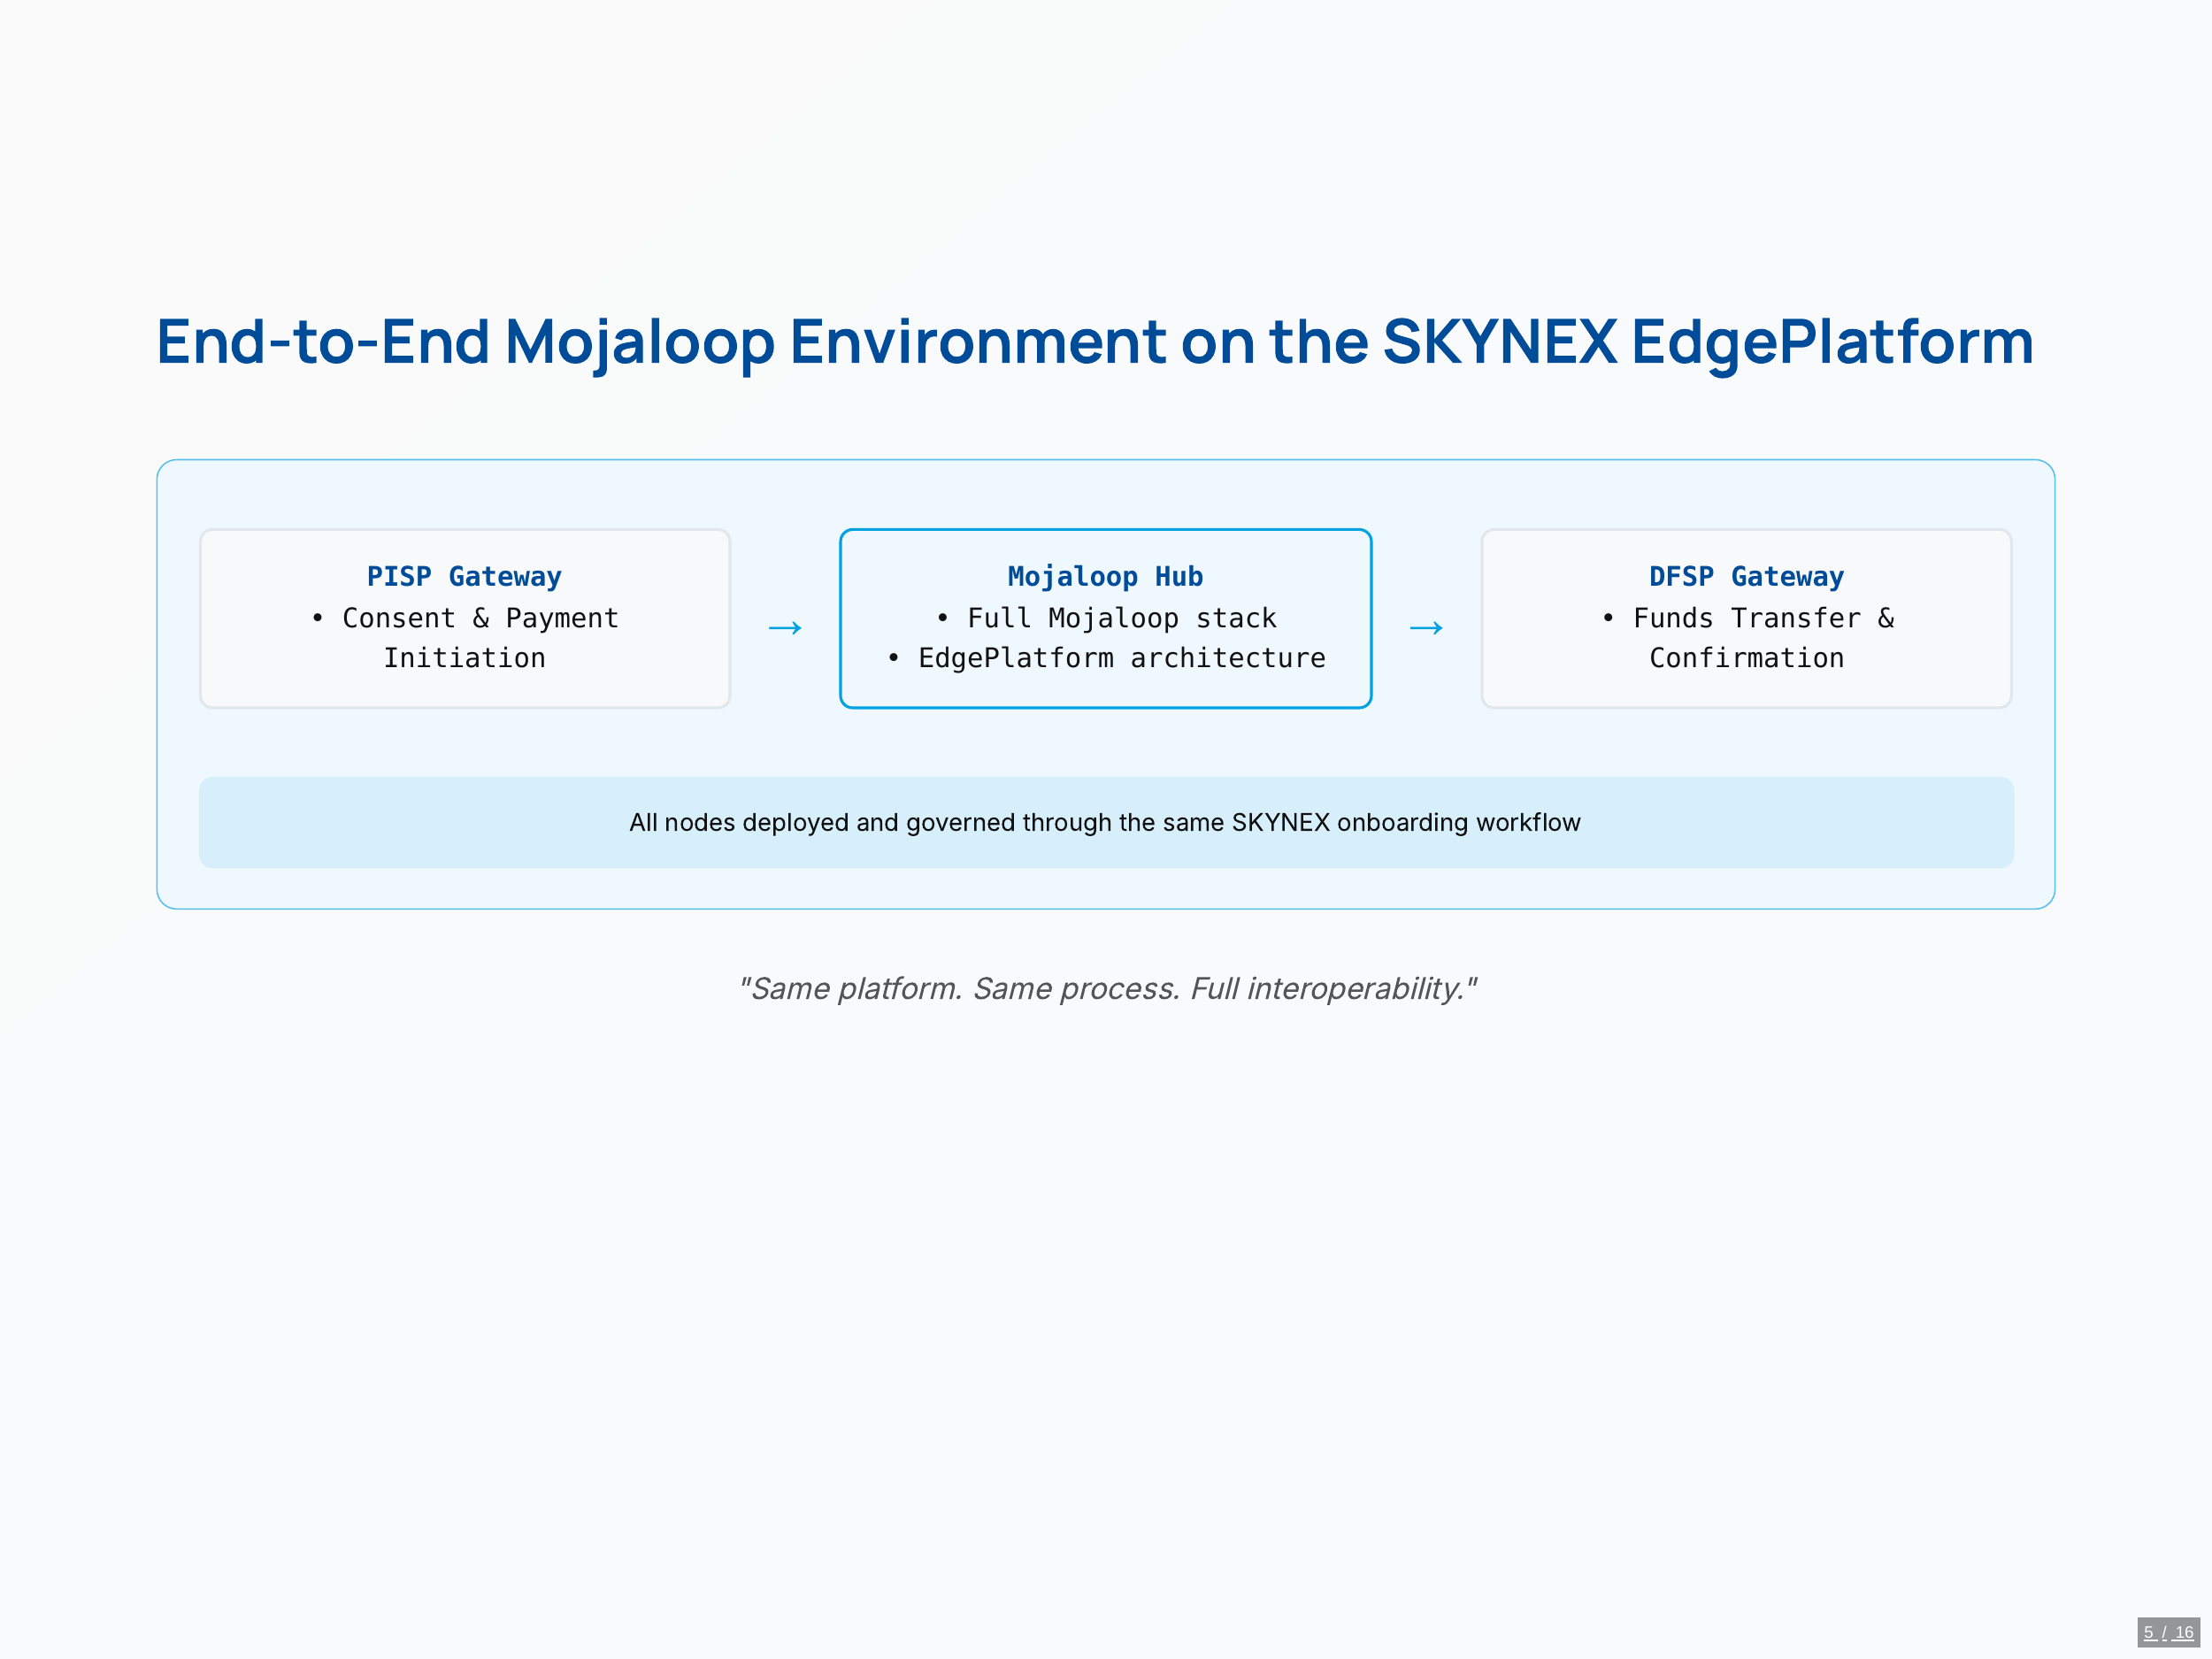 End-to-End Mojaloop Environment on the SKYNEX EdgePlatform
PISP Gateway
• Consent & Payment
Initiation
→
Mojaloop Hub
• Full Mojaloop stack
• EdgePlatform architecture
→
DFSP Gateway
• Funds Transfer &
Confirmation
All nodes deployed and governed through the same SKYNEX onboarding workflow
"Same platform. Same process. Full interoperability."
5 / 16